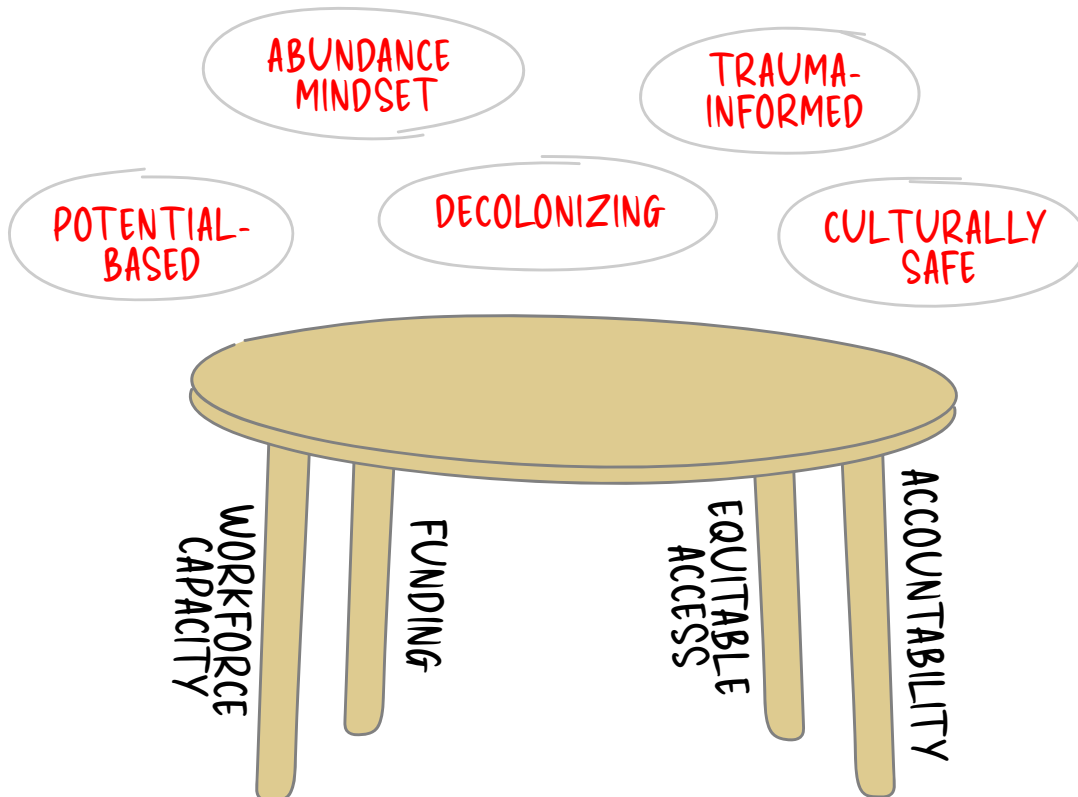 ABUNDANCE
MINDSET
TRAUMA-
INFORMED
POTENTIAL-
BASED
DECOLONIZING
CULTURALLY
SAFE
WORKFORCE
CAPACITY
FUNDING
EQUITABLE
ACCESS
ACCOUNTABILITY